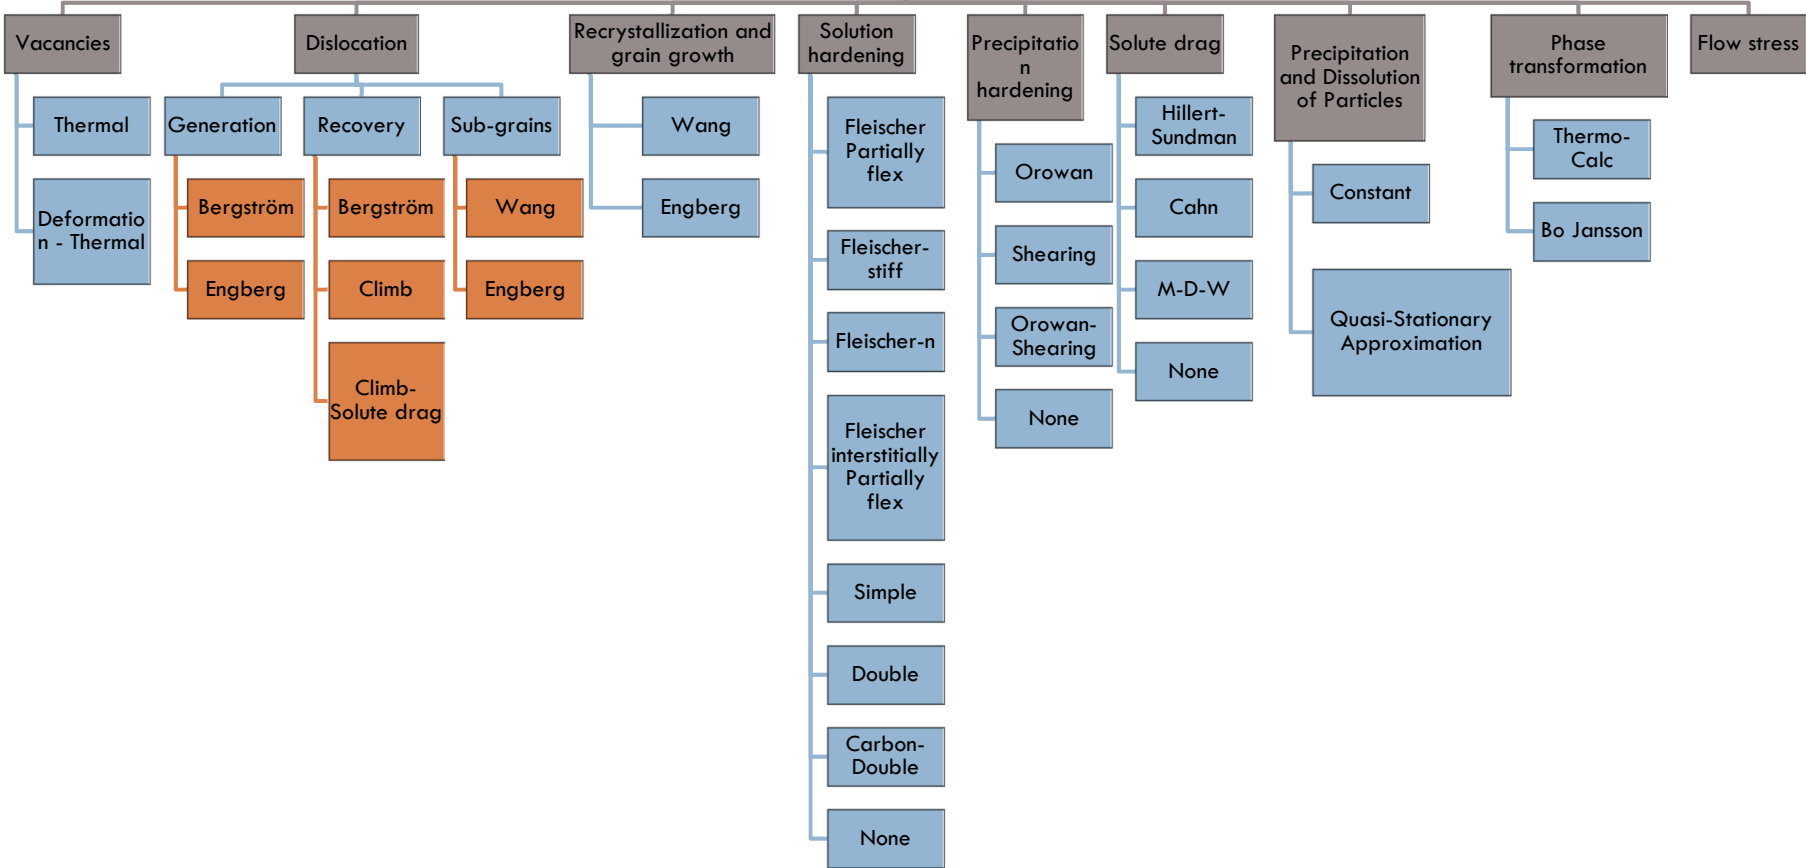 Vacancies
Thermal
Deformatio
n - Thermal
Dislocation
Generation
Bergström
Engberg
Recovery
Bergström
Climb
Climb-
Solute drag
Sub-grains
Wang
Engberg
Recrystallization and
grain growth
Wang
Engberg
Solution
hardening
Fleischer
Partially
flex
Fleischer-
stiff
Fleischer-n
Fleischer
interstitially
Partially
flex
Simple
Double
Carbon-
Double
None
Precipitatio
n
hardening
Orowan
Shearing
Orowan-
Shearing
None
Solute drag
Hillert-
Sundman
Cahn
M-D-W
None
Precipitation
and Dissolution
of Particles
Constant
Quasi-Stationary
Approximation
Phase
transformation
Thermo-
Calc
Bo Jansson
Flow stress